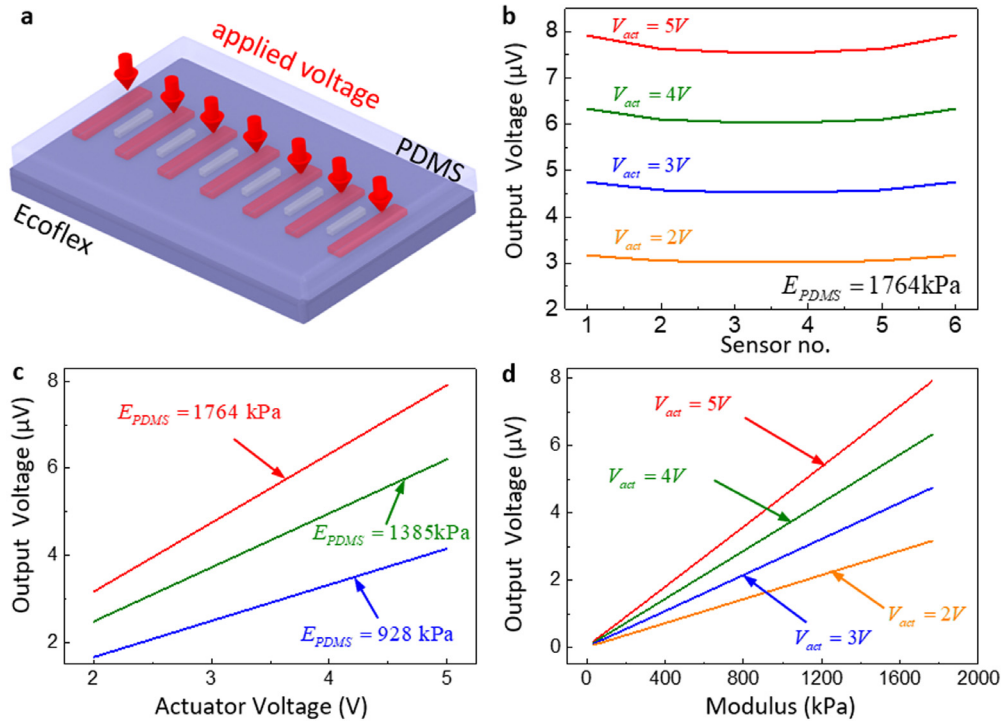 a
applied voltage
PDMS
Ecoflex
b
Output Voltage (μV)
8
7
6
5
4
3
2
V_act = 5V
V_act = 4V
V_act = 3V
V_act = 2V
E_PDMS = 1764kPa
1 2 3 4 5 6
Sensor no.
c
Output Voltage (μV)
8
6
4
2
E_PDMS = 1764 kPa
E_PDMS = 1385kPa
E_PDMS = 928 kPa
2 3 4 5
Actuator Voltage (V)
d
Output Voltage (μV)
8
6
4
2
0
V_act = 5V
V_act = 4V
V_act = 3V
V_act = 2V
0 400 800 1200 1600 2000
Modulus (kPa)